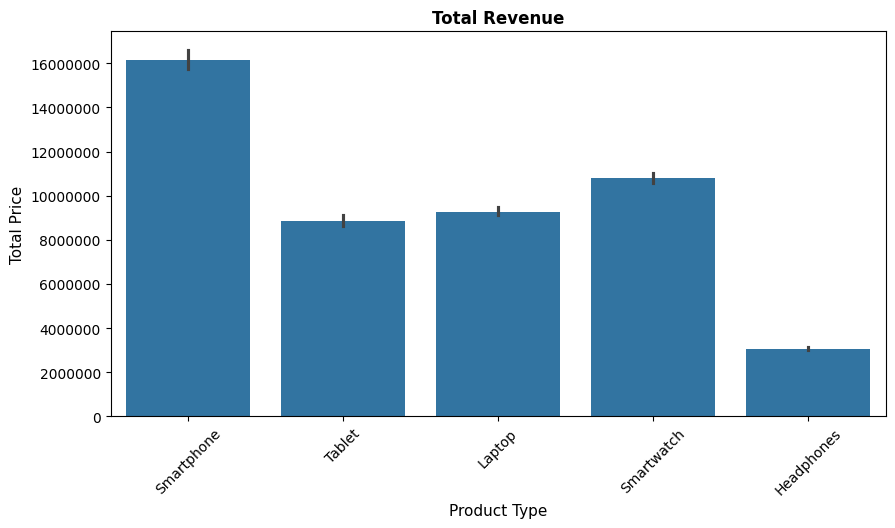 Total Revenue
Total Price
16000000
14000000
12000000
10000000
8000000
6000000
4000000
2000000
0
Smartphone
Tablet
Laptop
Smartwatch
Headphones
Product Type